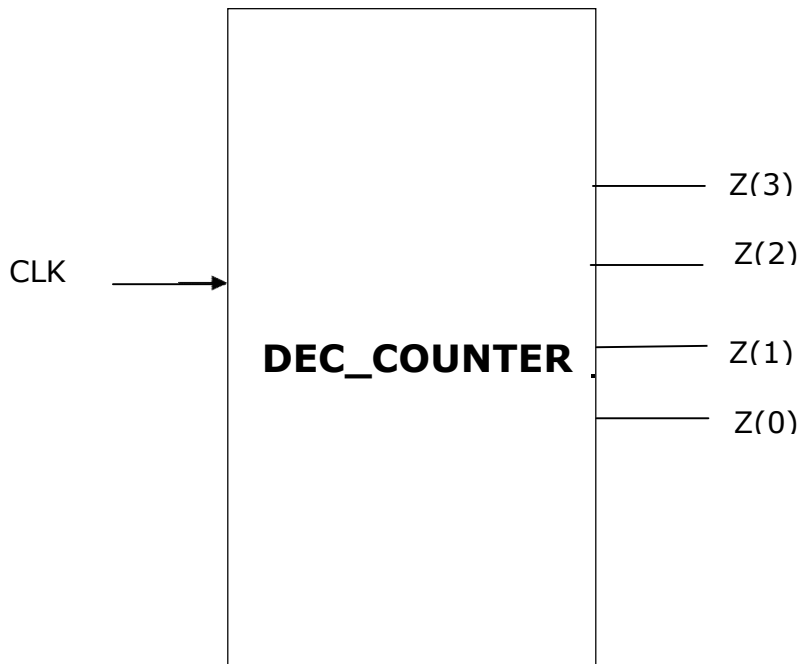 Z(3)
Z(2)
CLK
Z(1)
DEC_COUNTER
Z(0)